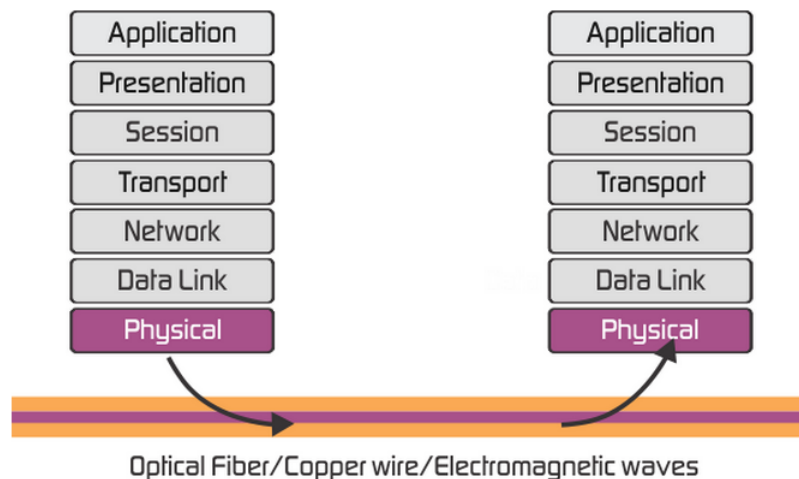 Application
Presentation
Session
Transport
Network
Data Link
Physical
Application
Presentation
Session
Transport
Network
Data Link
Physical
Optical Fiber/Copper wire/Electromagnetic waves